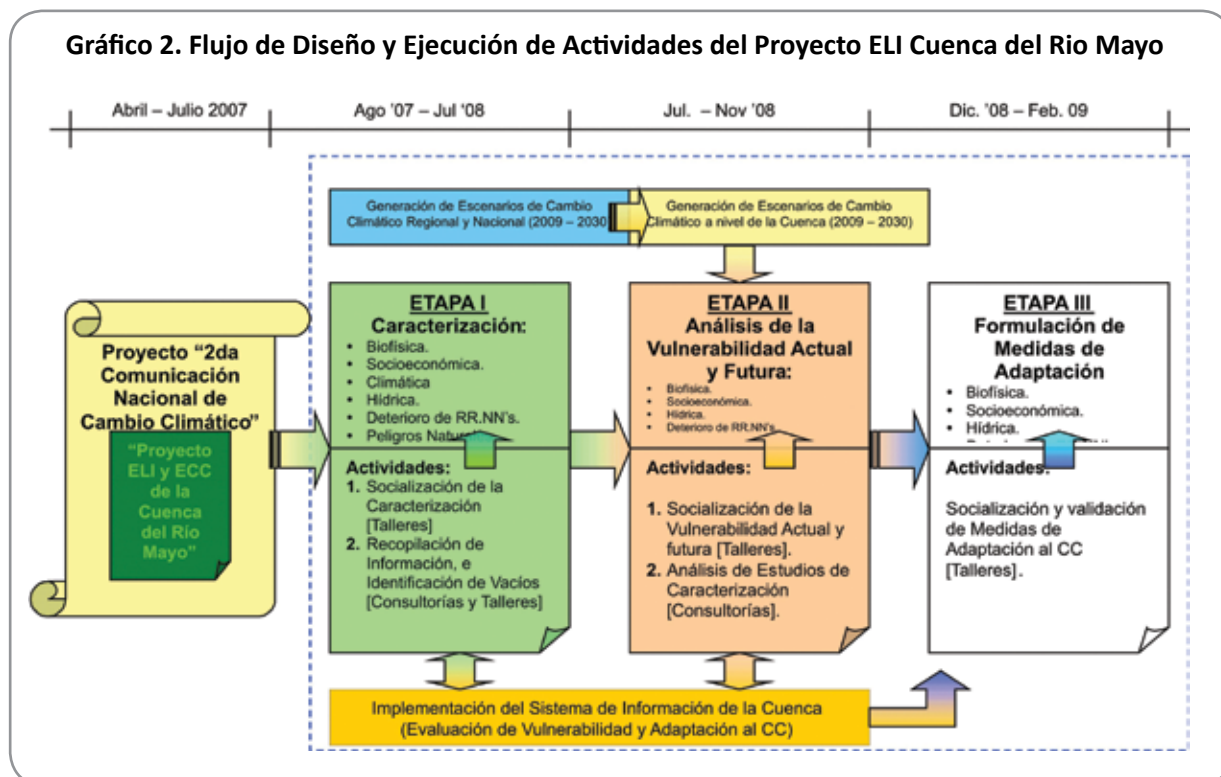 Gráfico 2. Flujo de Diseño y Ejecución de Actividades del Proyecto ELI Cuenca del Rio Mayo
Abril – Julio 2007
Ago '07 – Jul '08
Jul. – Nov '08
Dic. '08 – Feb. 09
Generación de Escenarios de Cambio
Climático Regional y Nacional (2009 – 2030)
Generación de Escenarios de Cambio
Climático a nivel de la Cuenca (2009 – 2030)
Proyecto “2da
Comunicación
Nacional de
Cambio Climático”
“Proyecto
ELI y ECC
de la
Cuenca
del Río
Mayo”
ETAPA I
Caracterización:
• Biofísica.
• Socioeconómica.
• Climática
• Hídrica.
• Deterioro de RR.NN's.
• Peligros
Actividades:
1. Socialización de la
Caracterización
[Talleres]
2. Recopilación de
Información, e
Identificación de Vacíos
[Consultorías y Talleres]
ETAPA II
Análisis de la
Vulnerabilidad Actual
y Futura:
• Biofísica.
• Socioeconómica.
• Hídrica.
• Deterioro de RR.NN's
Actividades:
1. Socialización de la
Vulnerabilidad Actual y
futura [Talleres].
2. Análisis de Estudios de
Caracterización
[Consultorías].
ETAPA III
Formulación de
Medidas de
Adaptación
• Biofísica.
• Socioeconómica.
• Hídrica.
Actividades:
Socialización y validación
de Medidas de
Adaptación al CC
[Talleres].
Implementación del Sistema de Información de la Cuenca
(Evaluación de Vulnerabilidad y Adaptación al CC)